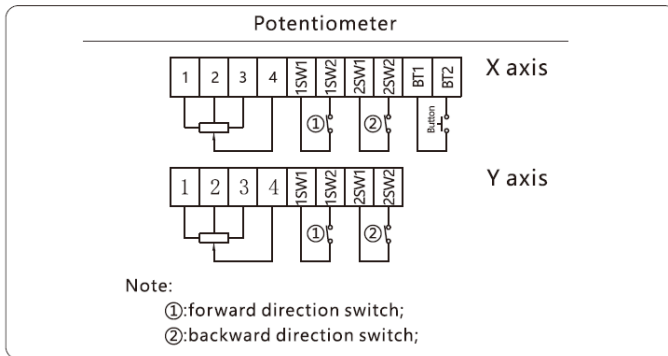 Potentiometer
1 2 3 4 1SW1 1SW2 2SW1 2SW2 BT1 BT2 X axis
① ② Button
1 2 3 4 1SW1 1SW2 2SW1 2SW2 Y axis
① ②
Note:
①:forward direction switch;
②:backward direction switch;